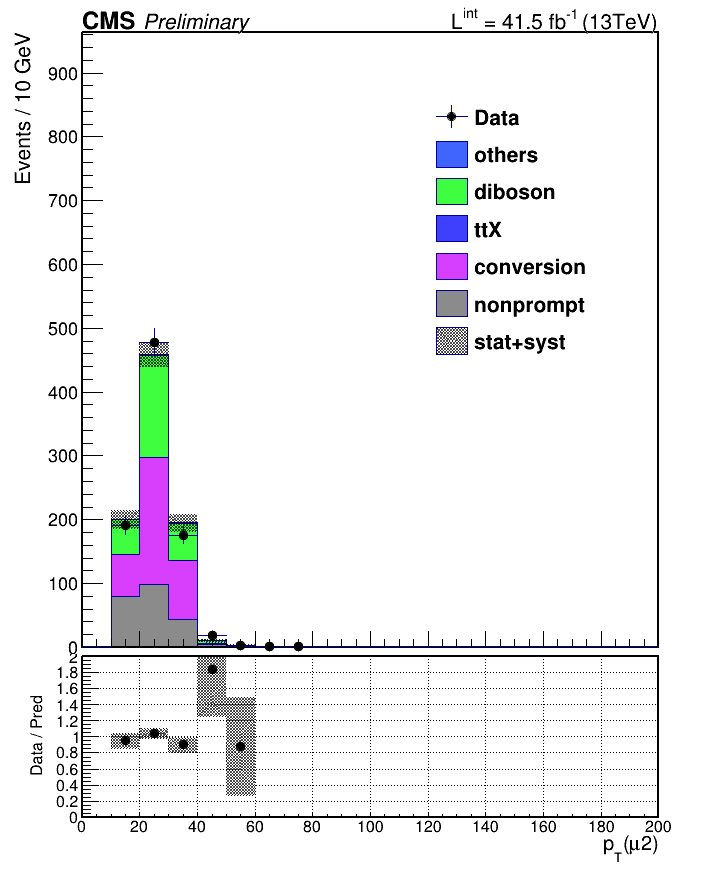 CMS Preliminary
L^int = 41.5 fb^-1 (13TeV)
Events / 10 GeV
900
800
700
600
500
400
300
200
100
0
Data
others
diboson
ttX
conversion
nonprompt
stat+syst
Data / Pred
2
1.8
1.6
1.4
1.2
1
0.8
0.6
0.4
0.2
0
0 20 40 60 80 100 120 140 160 180 200
p_T(μ2)